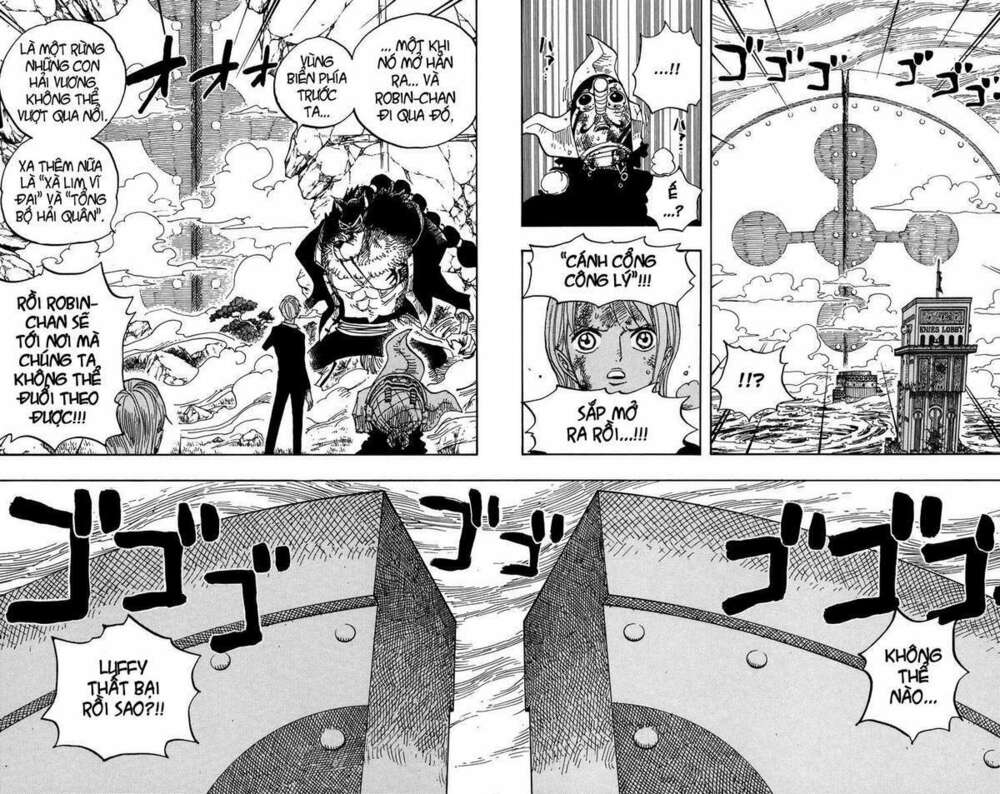 ゴゴゴゴ
ゴゴゴ
ENIES LOBBY
!!?
...!!
Ế
...?
“CÁNH CỔNG
CÔNG LÝ”!!!
SẮP MỞ
RA RỒI...!!!
... MỘT KHI
NÓ MỞ HẲN
RA... VÀ
ROBIN-CHAN
ĐI QUA ĐÓ,
VÙNG
BIỂN PHÍA
TRƯỚC
TA...
LÀ MỘT RỪNG
NHỮNG CON
HẢI VƯƠNG
KHÔNG THỂ
VƯỢT QUA NỔI.
XA THÊM NỮA
LÀ “XÀ LIM VĨ
ĐẠI” VÀ “TỔNG
BỘ HẢI QUÂN”.
RỒI ROBIN-
CHAN SẼ
TỚI NƠI MÀ
CHÚNG TA
KHÔNG THỂ
ĐUỔI THEO
ĐƯỢC!!!
ゴゴゴ
ゴゴ
ゴゴゴゴ
KHÔNG
THỂ
NÀO...
LUFFY
THẤT BẠI
RỒI SAO?!!